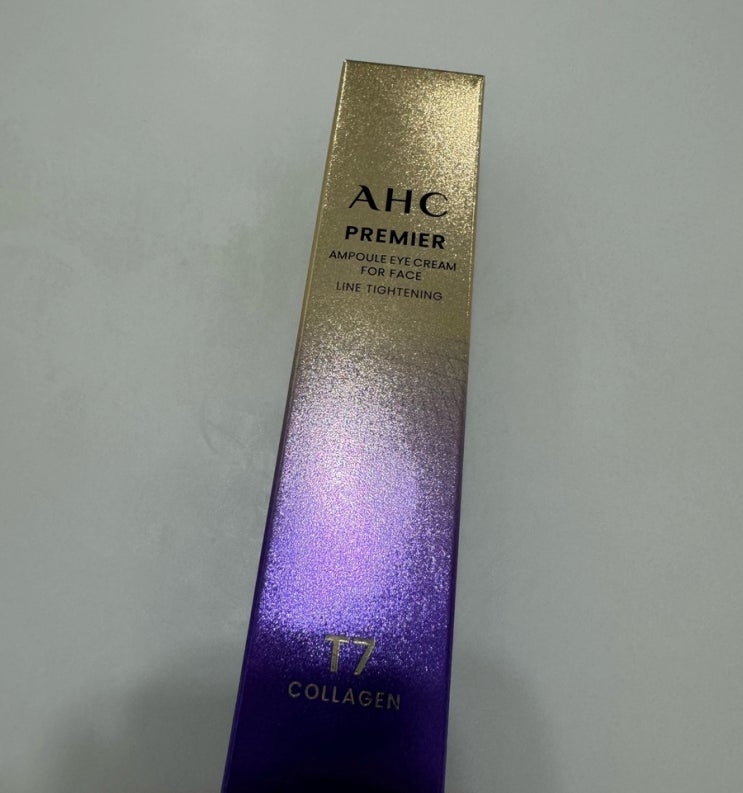 AHC
PREMIER
AMPOULE EYE CREAM
FOR FACE
LINE TIGHTENING
T7
COLLAGEN